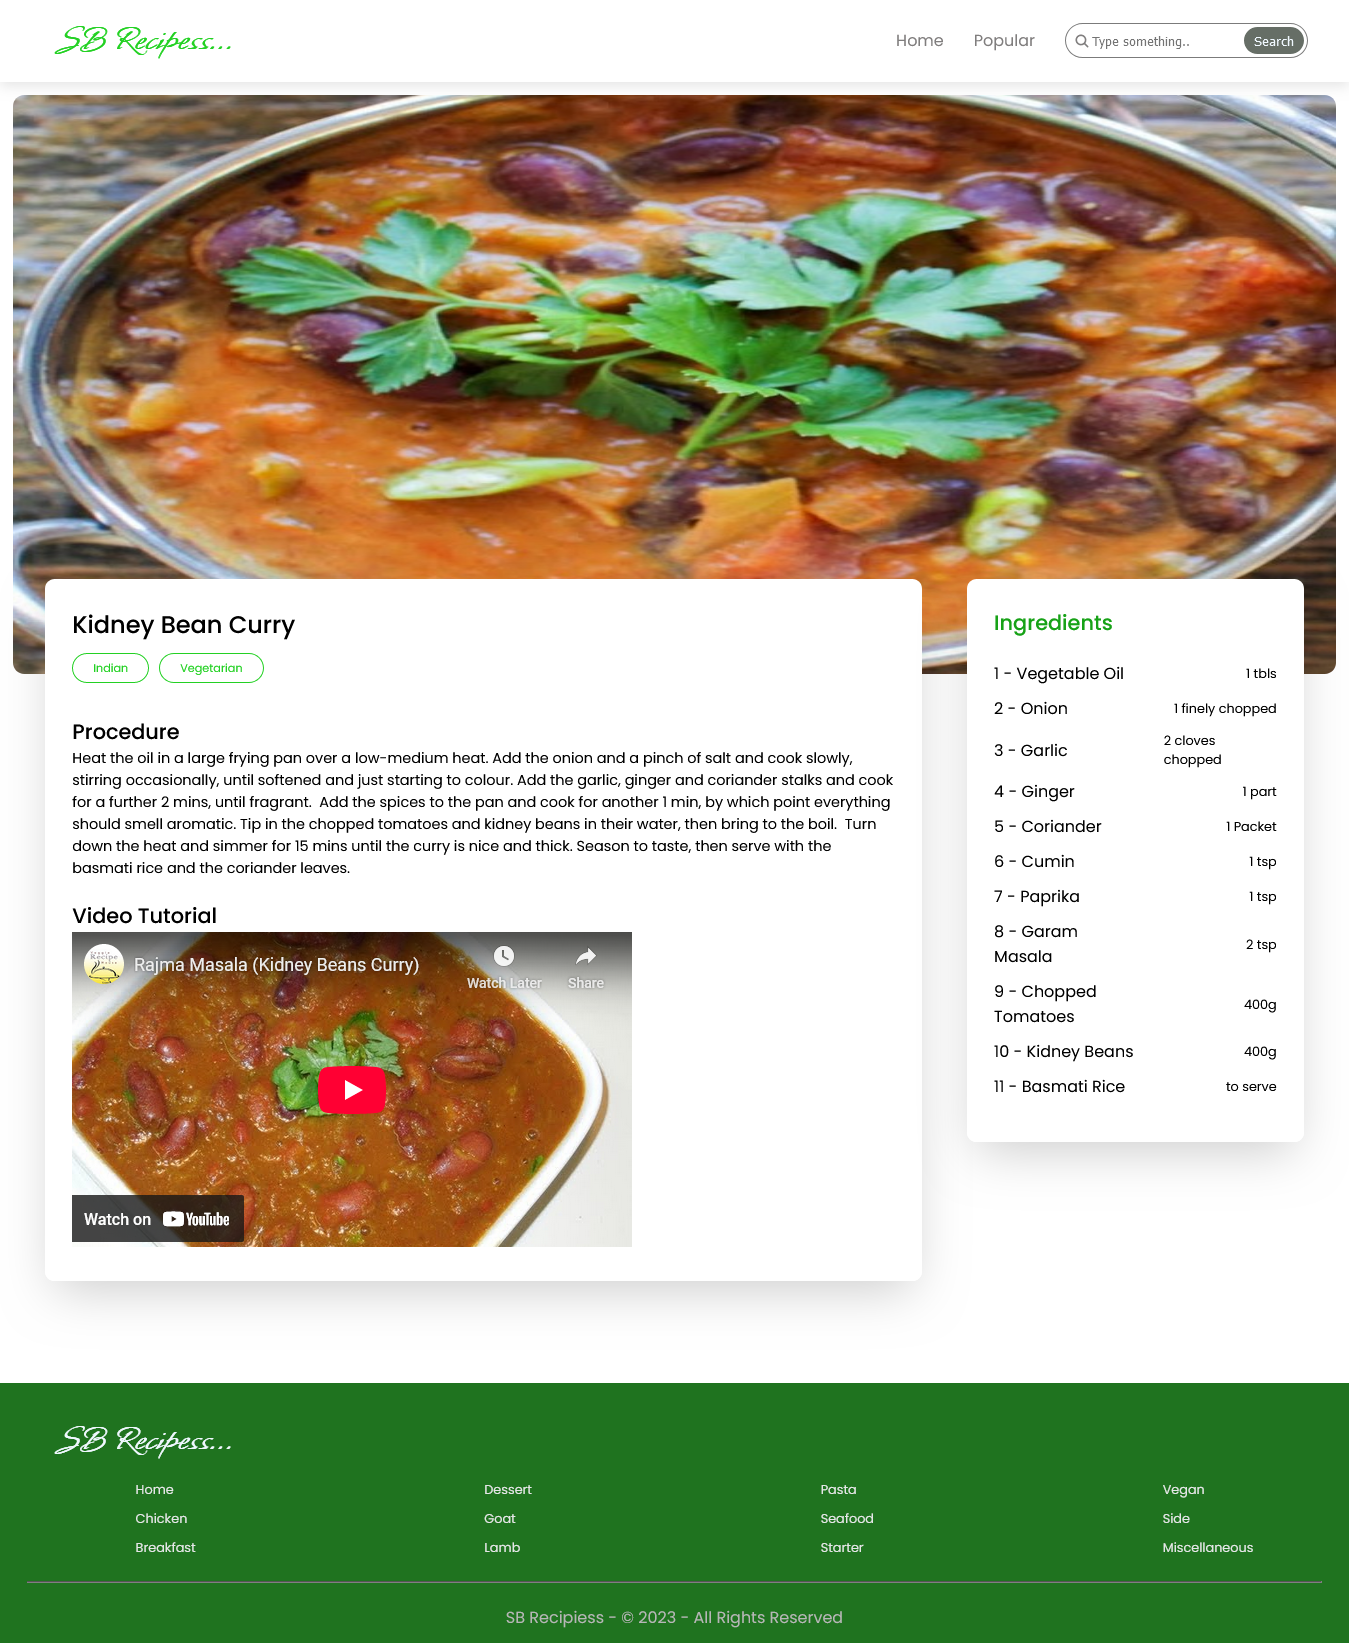 SB Recipess...
Home
Popular
Type something..
Search
Kidney Bean Curry
Indian
Vegetarian
Procedure
Heat the oil in a large frying pan over a low-medium heat. Add the onion and a pinch of salt and cook slowly,
stirring occasionally, until softened and just starting to colour. Add the garlic, ginger and coriander stalks and cook
for a further 2 mins, until fragrant.  Add the spices to the pan and cook for another 1 min, by which point everything
should smell aromatic. Tip in the chopped tomatoes and kidney beans in their water, then bring to the boil.  Turn
down the heat and simmer for 15 mins until the curry is nice and thick. Season to taste, then serve with the
basmati rice and the coriander leaves.
Video Tutorial
Recipe
Rajma Masala (Kidney Beans Curry)
Watch Later
Share
Watch on YouTube
Ingredients
1 - Vegetable Oil 1 tbls
2 - Onion 1 finely chopped
3 - Garlic 2 cloves
chopped
4 - Ginger 1 part
5 - Coriander 1 Packet
6 - Cumin 1 tsp
7 - Paprika 1 tsp
8 - Garam
Masala 2 tsp
9 - Chopped
Tomatoes 400g
10 - Kidney Beans 400g
11 - Basmati Rice to serve
SB Recipess...
Home
Chicken
Breakfast
Dessert
Goat
Lamb
Pasta
Seafood
Starter
Vegan
Side
Miscellaneous
SB Recipiess - © 2023 - All Rights Reserved